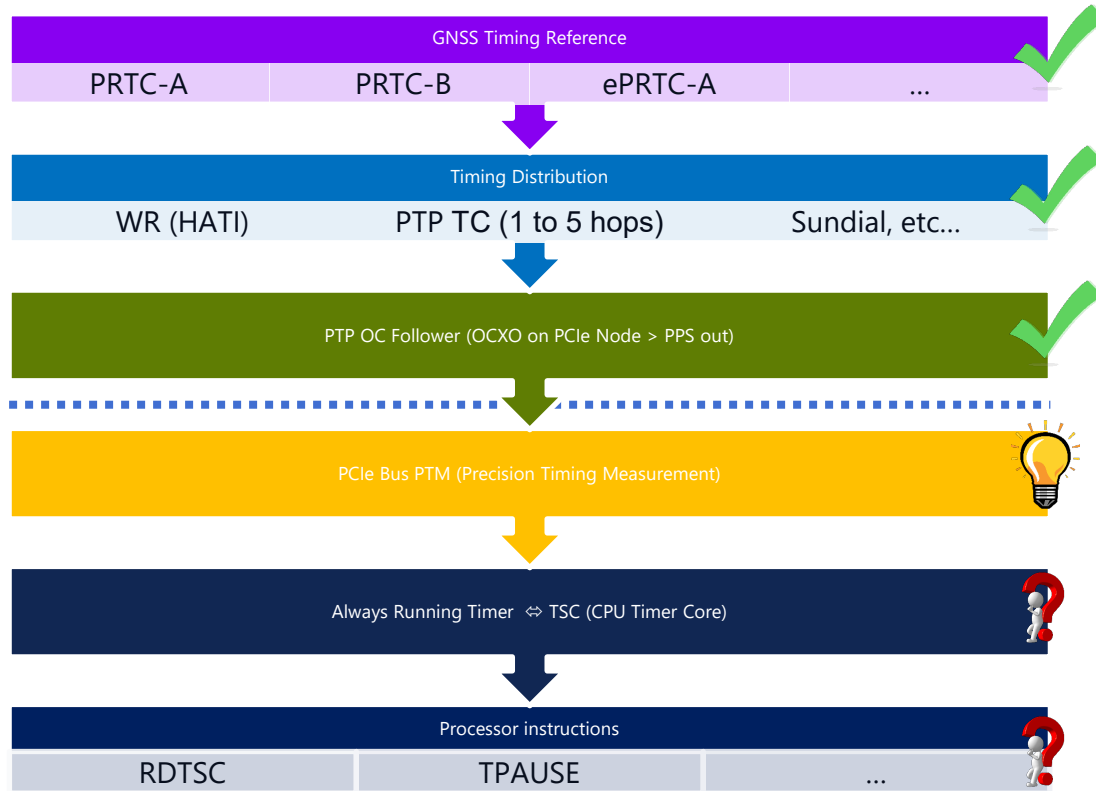 GNSS Timing Reference
PRTC-A PRTC-B ePRTC-A ...
Timing Distribution
WR (HATI) PTP TC (1 to 5 hops) Sundial, etc...
PTP OC Follower (OCXO on PCIe Node > PPS out)
PCIe Bus PTM (Precision Timing Measurement)
Always Running Timer ⇔ TSC (CPU Timer Core)
Processor instructions
RDTSC TPAUSE ...